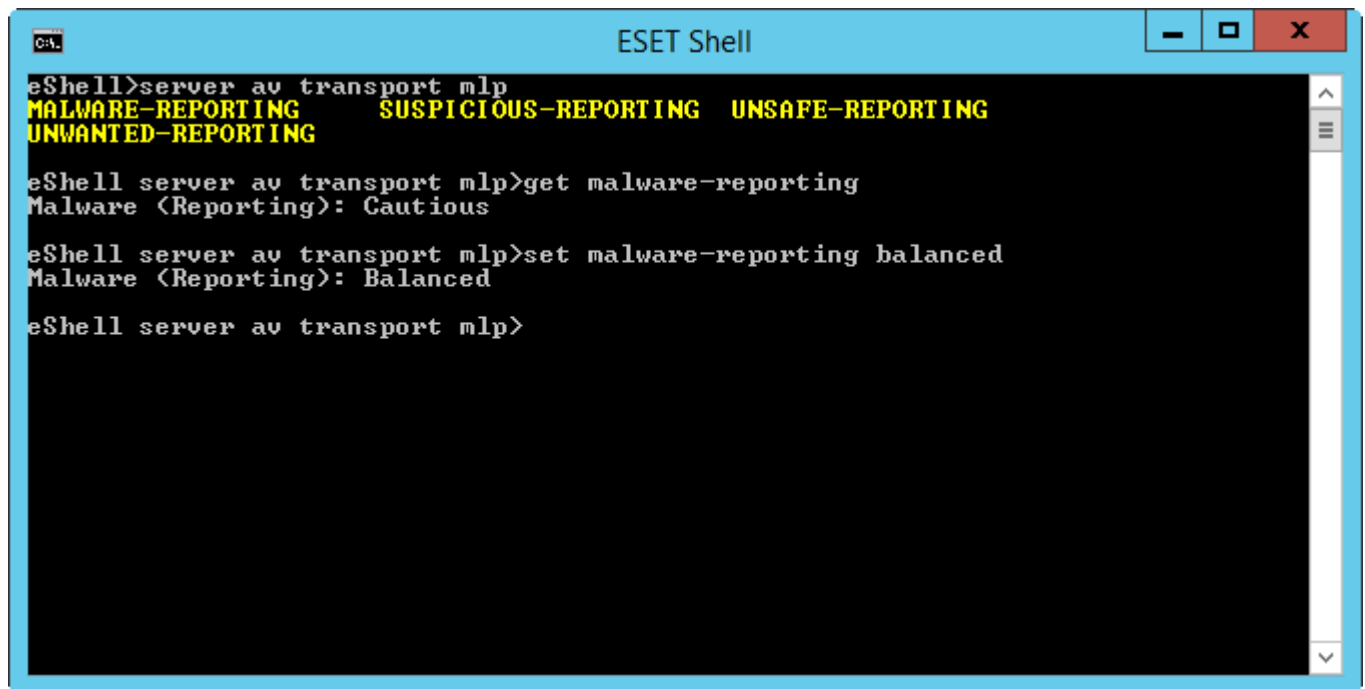 C:\.
ESET Shell
eShell>server av transport mlp
MALWARE-REPORTING SUSPICIOUS-REPORTING UNSAFE-REPORTING
UNWANTED-REPORTING
eShell server av transport mlp>get malware-reporting
Malware (Reporting): Cautious
eShell server av transport mlp>set malware-reporting balanced
Malware (Reporting): Balanced
eShell server av transport mlp>